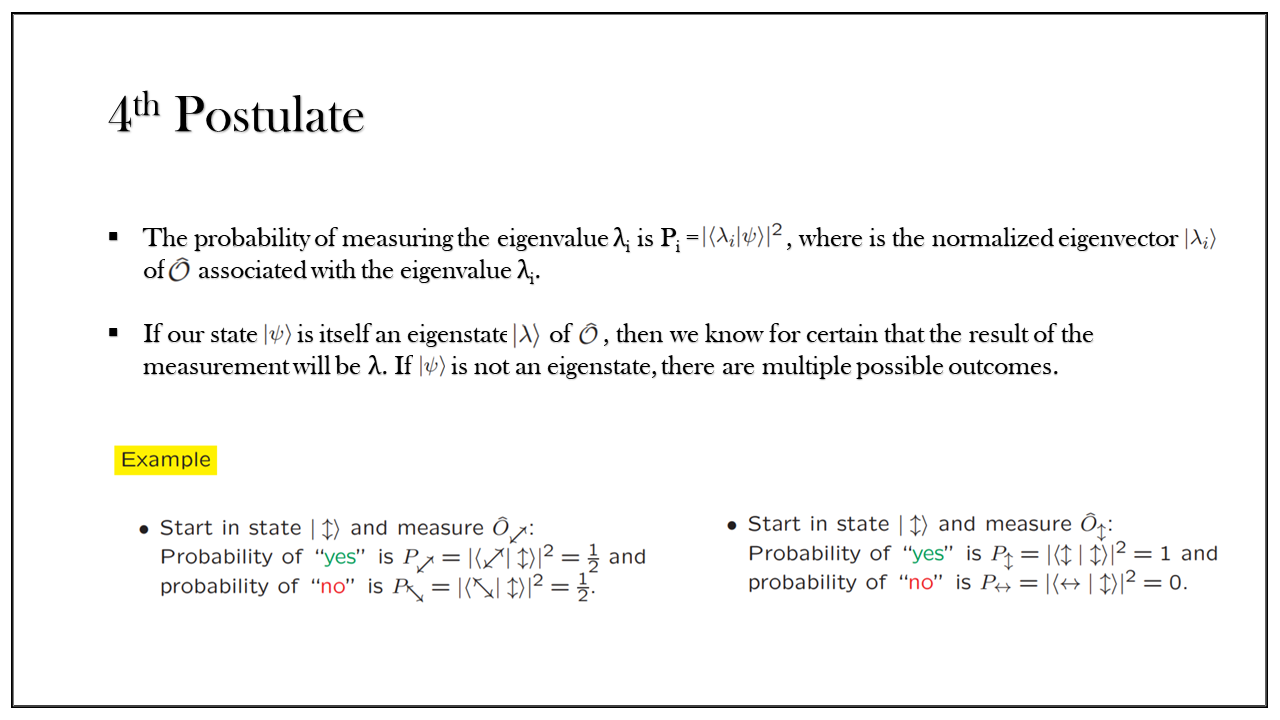 4th Postulate
▪ The probability of measuring the eigenvalue λi is Pi =|⟨λi|ψ⟩|², where is the normalized eigenvector |λi⟩
of Ô associated with the eigenvalue λi.
▪ If our state |ψ⟩ is itself an eigenstate |λ⟩ of Ô , then we know for certain that the result of the
measurement will be λ. If |ψ⟩ is not an eigenstate, there are multiple possible outcomes.
Example
• Start in state |↕⟩ and measure Ô⤢:
Probability of “yes” is P⤢ = |⟨⤢|↕⟩|² = 1/2 and
probability of “no” is P⤡ = |⟨⤡|↕⟩|² = 1/2.
• Start in state |↕⟩ and measure Ô↕:
Probability of “yes” is P↕ = |⟨↕|↕⟩|² = 1 and
probability of “no” is P↔ = |⟨↔|↕⟩|² = 0.